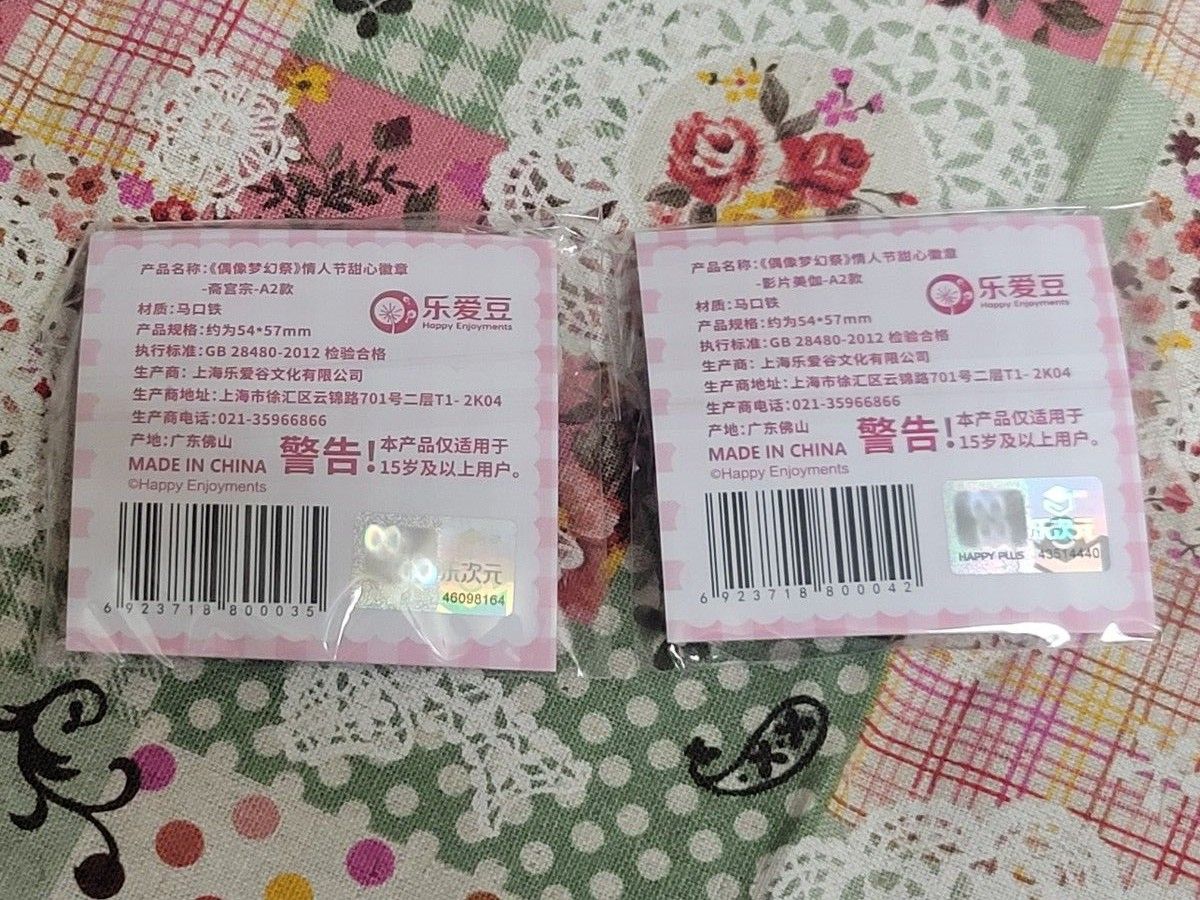 产品名称:《偶像梦幻祭》情人节甜心徽章
-斋宫宗-A2款
材质:马口铁
产品规格:约为54*57mm
执行标准:GB 28480-2012 检验合格
生产商: 上海乐爱谷文化有限公司
生产商地址:上海市徐汇区云锦路701号二层T1- 2K04
生产商电话:021-35966866
产地:广东佛山
MADE IN CHINA
©Happy Enjoyments
警告!
本产品仅适用于
15岁及以上用户。
乐爱豆
Happy Enjoyments
6 923718 800035
乐次元
46098164
产品名称:《偶像梦幻祭》情人节甜心徽章
-影片美伽-A2款
材质:马口铁
产品规格:约为54*57mm
执行标准:GB 28480-2012 检验合格
生产商: 上海乐爱谷文化有限公司
生产商地址:上海市徐汇区云锦路701号二层T1- 2K04
生产商电话:021-35966866
产地:广东佛山
MADE IN CHINA
©Happy Enjoyments
警告!
本产品仅适用于
15岁及以上用户。
乐爱豆
Happy Enjoyments
6 923718 800042
HAPPY PLUS
乐次元
43514440